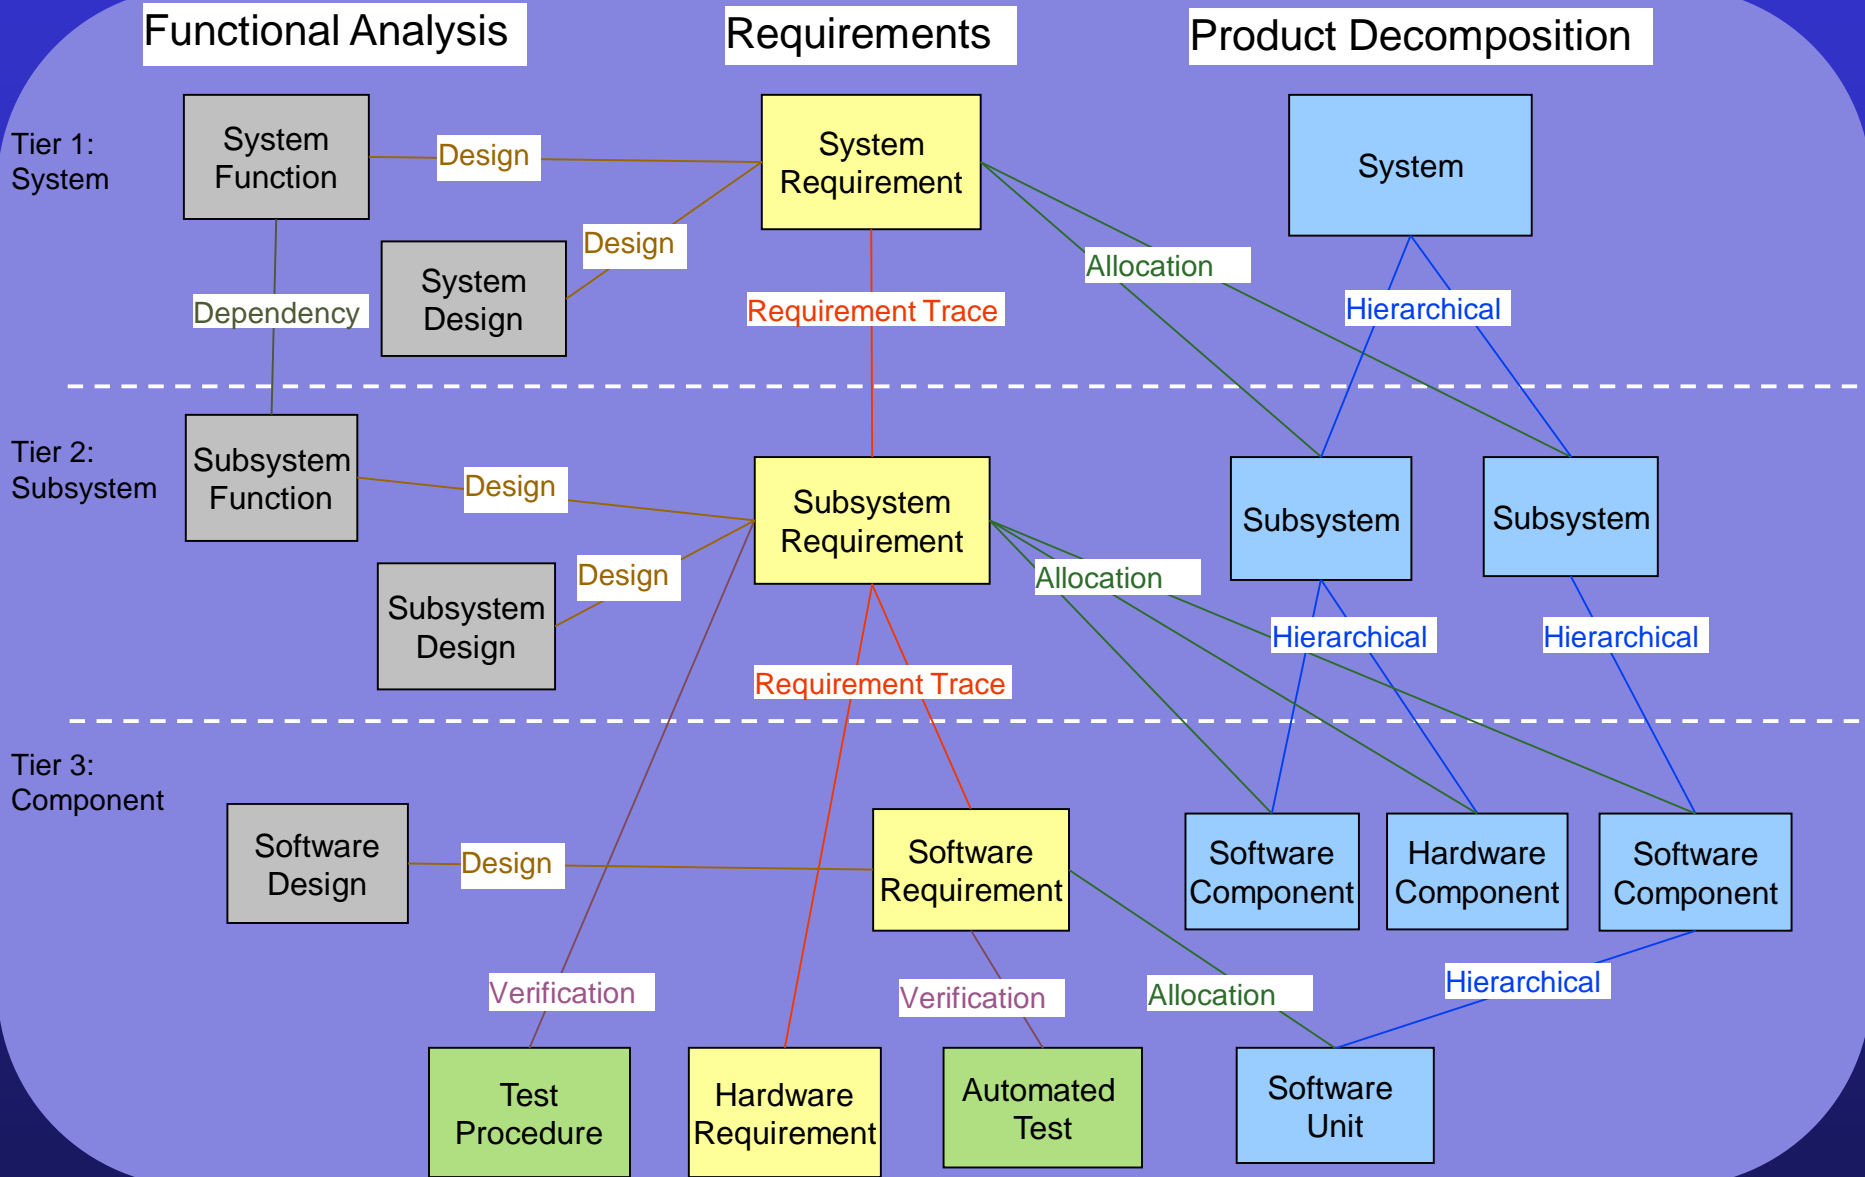 Functional Analysis
Requirements
Product Decomposition
Tier 1:
System
System
Function
Design
System
Requirement
System
Design
System
Design
Allocation
Dependency
Requirement Trace
Hierarchical
Tier 2:
Subsystem
Subsystem
Function
Design
Subsystem
Requirement
Subsystem
Subsystem
Design
Allocation
Subsystem
Design
Hierarchical
Hierarchical
Requirement Trace
Tier 3:
Component
Software
Design
Design
Software
Requirement
Software
Component
Hardware
Component
Software
Component
Verification
Verification
Allocation
Hierarchical
Test
Procedure
Hardware
Requirement
Automated
Test
Software
Unit